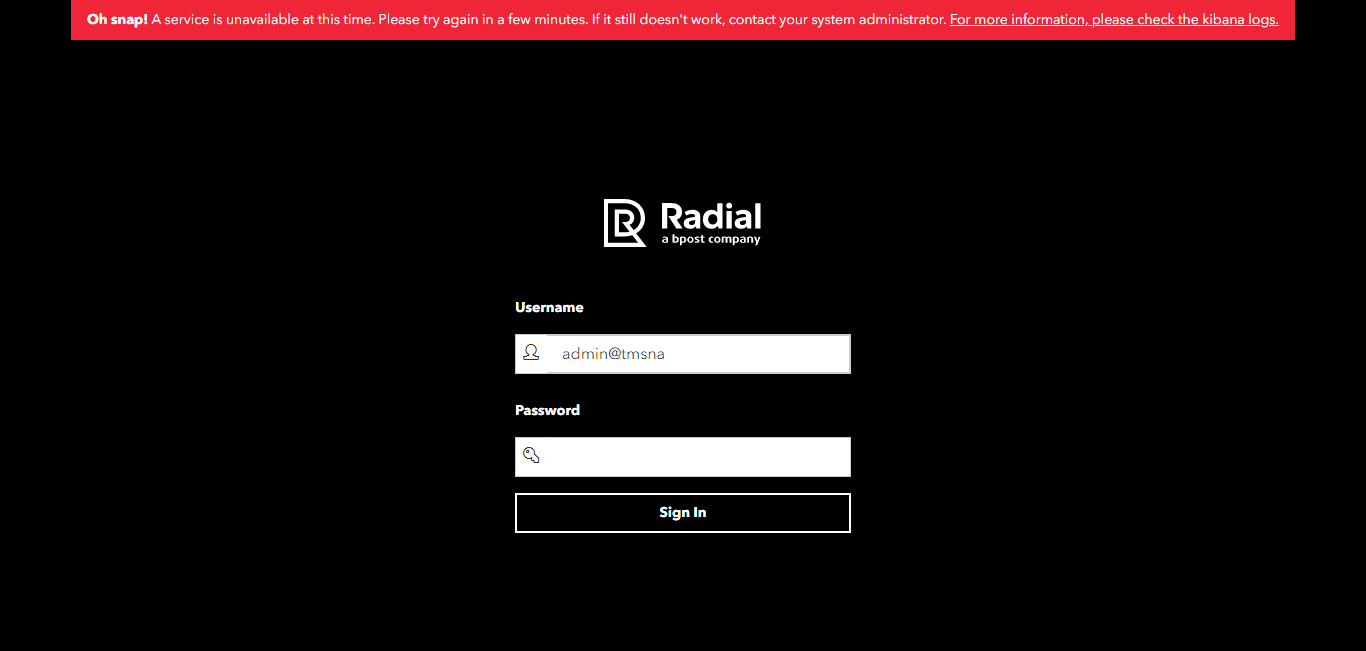 Oh snap! A service is unavailable at this time. Please try again in a few minutes. If it still doesn't work, contact your system administrator. For more information, please check the kibana logs.
Radial
a bpost company
Username
admin@tmsna
Password
Sign In